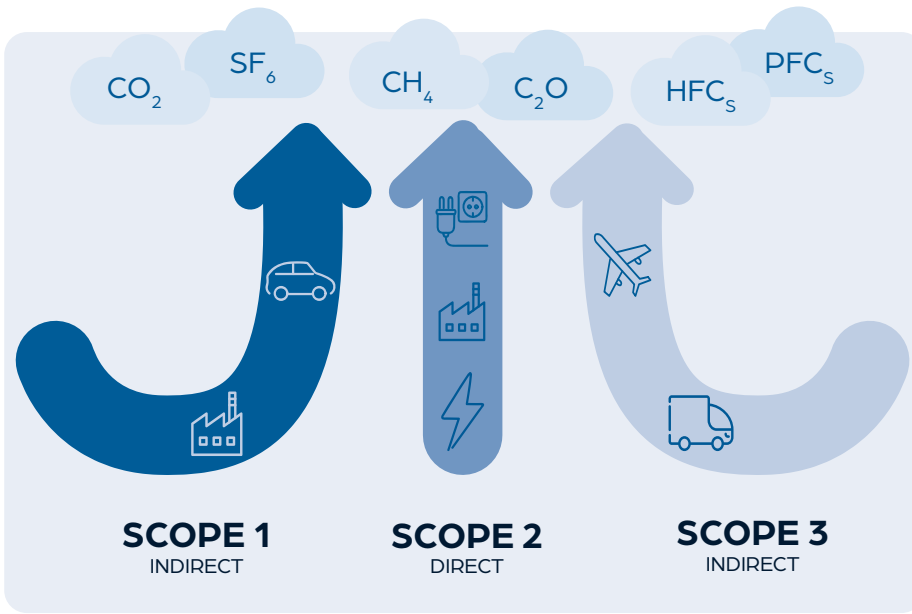 CO₂
SF₆
CH₄
C₂O
HFCₛ
PFCₛ
SCOPE 1
INDIRECT
SCOPE 2
DIRECT
SCOPE 3
INDIRECT